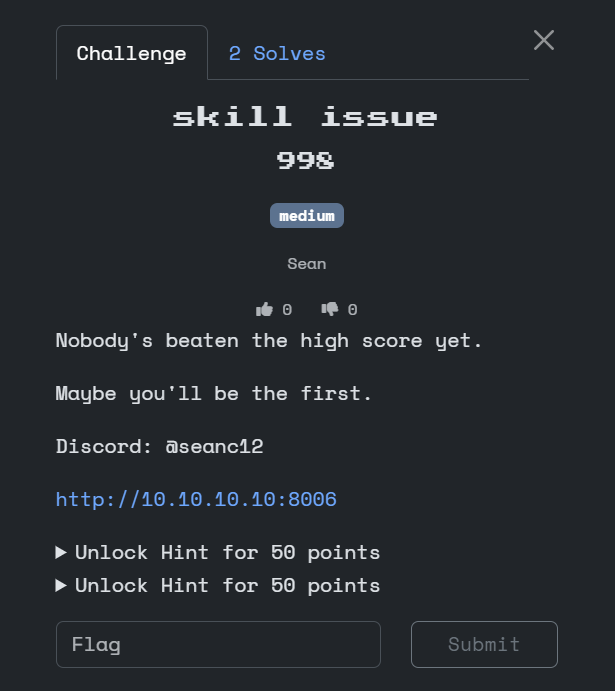 Challenge
2 Solves
skill issue
998
medium
Sean
0 0
Nobody's beaten the high score yet.
Maybe you'll be the first.
Discord: @seanc12
http://10.10.10.10:8006
Unlock Hint for 50 points
Unlock Hint for 50 points
Flag
Submit